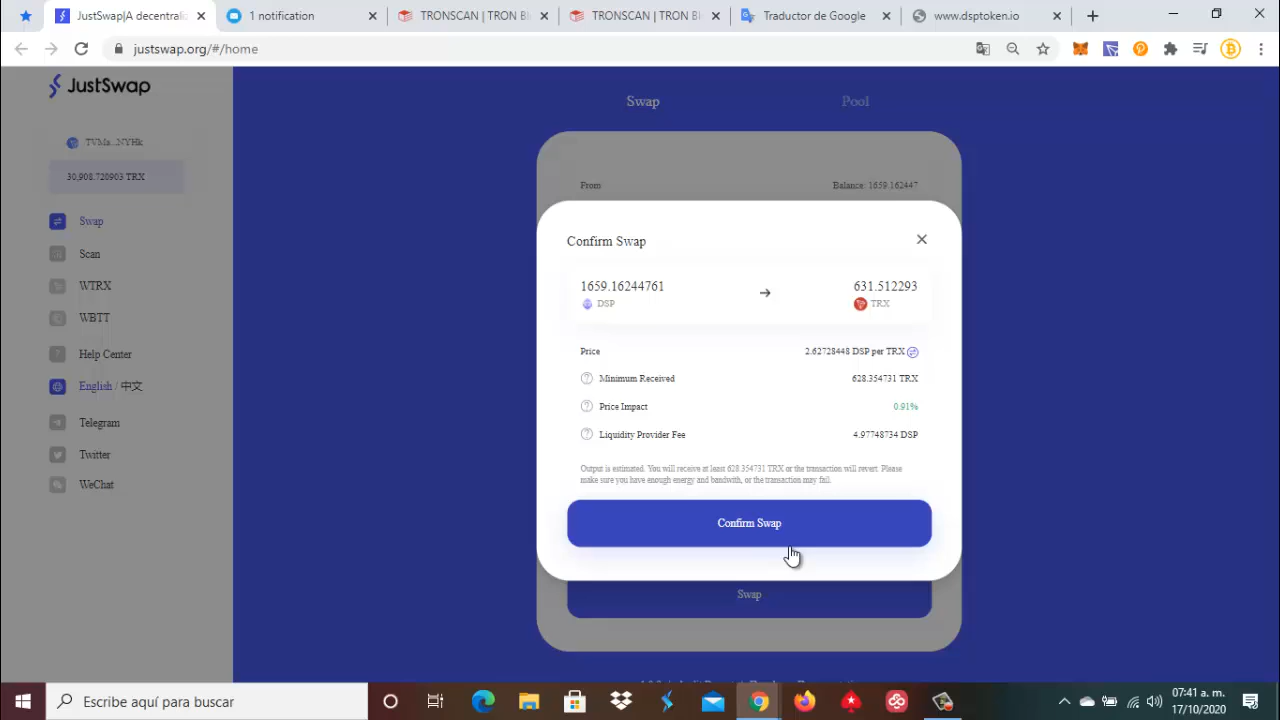 JustSwap|A decentrali
1 notification
TRONSCAN | TRON Bl
TRONSCAN | TRON Bl
Traductor de Google
www.dsptoken.io
justswap.org/#/home
JustSwap
Swap
Pool
TVMa...NYHk
30,908.720903 TRX
From
Balance: 1659.162447
Swap
Scan
WTRX
WBTT
Help Center
English / 中文
Telegram
Twitter
WeChat
Confirm Swap
1659.16244761
631.512293
DSP
TRX
Price
2.62728448 DSP per TRX
Minimum Received
628.354731 TRX
Price Impact
0.91%
Liquidity Provider Fee
4.97748734 DSP
Output is estimated. You will receive at least 628.354731 TRX or the transaction will revert. Please
make sure you have enough energy and bandwith, or the transaction may fail.
Confirm Swap
Swap
Escribe aquí para buscar
07:41 a. m.
17/10/2020